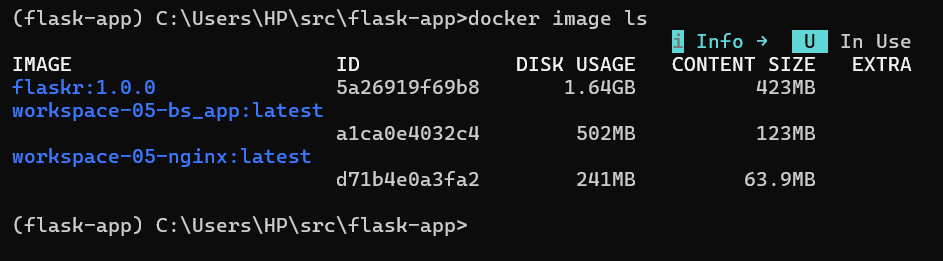 (flask-app) C:\Users\HP\src\flask-app>docker image ls
i Info → U In Use
IMAGE ID DISK USAGE CONTENT SIZE EXTRA
flaskr:1.0.0 5a26919f69b8 1.64GB 423MB
workspace-05-bs_app:latest
a1ca0e4032c4 502MB 123MB
workspace-05-nginx:latest
d71b4e0a3fa2 241MB 63.9MB
(flask-app) C:\Users\HP\src\flask-app>